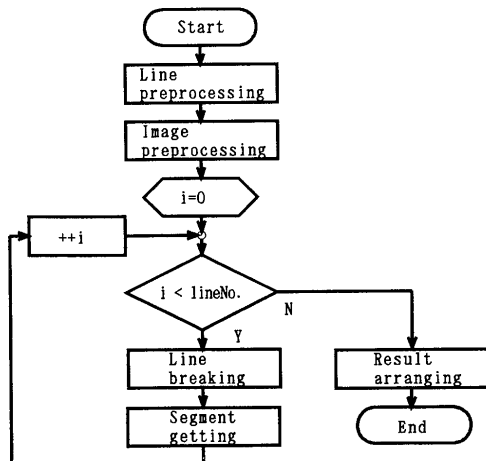 Start
Line
preprocessing
Image
preprocessing
i=0
++i
i < lineNo.
N
Y
Line
breaking
Result
arranging
Segment
getting
End